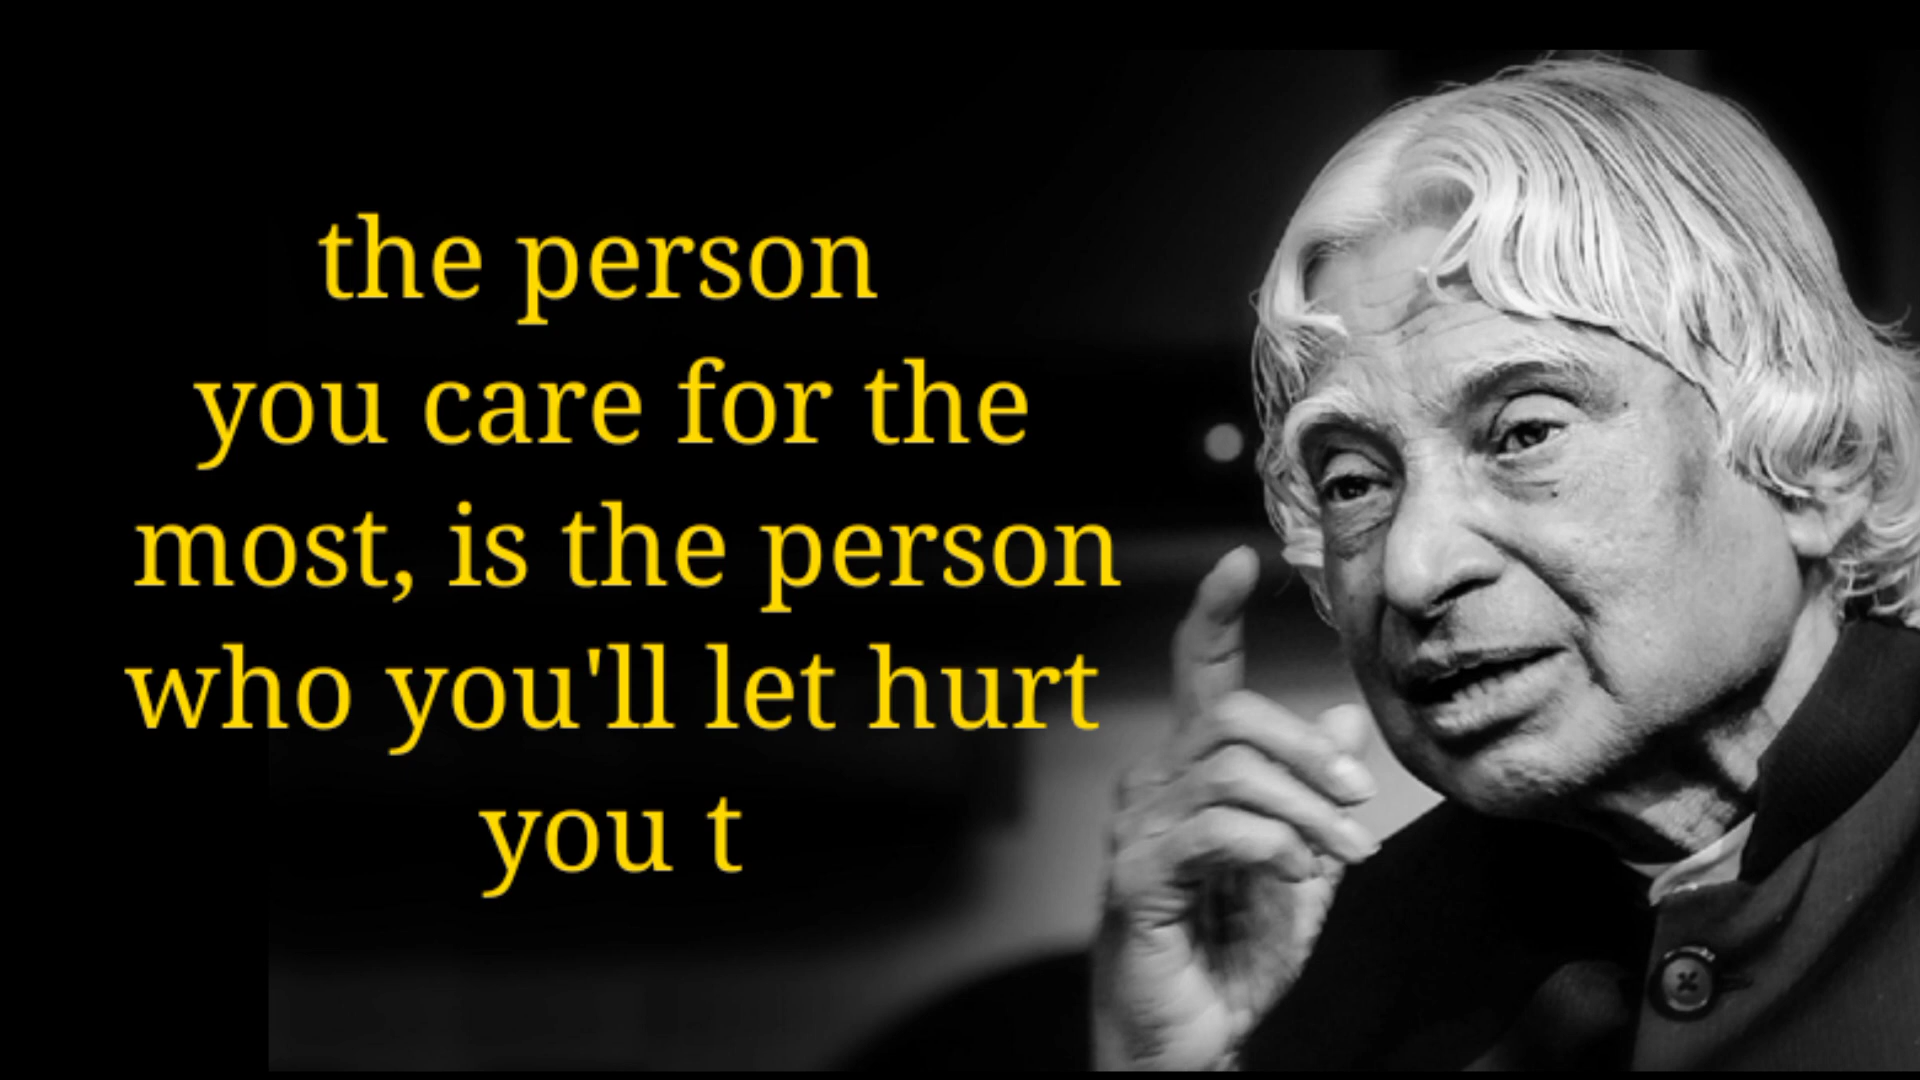 the person
you care for the
most, is the person
who you'll let hurt
you t